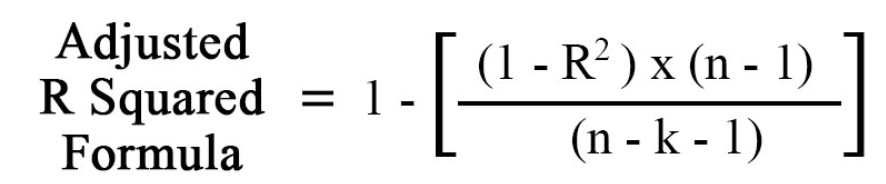 Adjusted
R Squared
Formula
= 1 - [ (1 - R²) x (n - 1)
(n - k - 1) ]